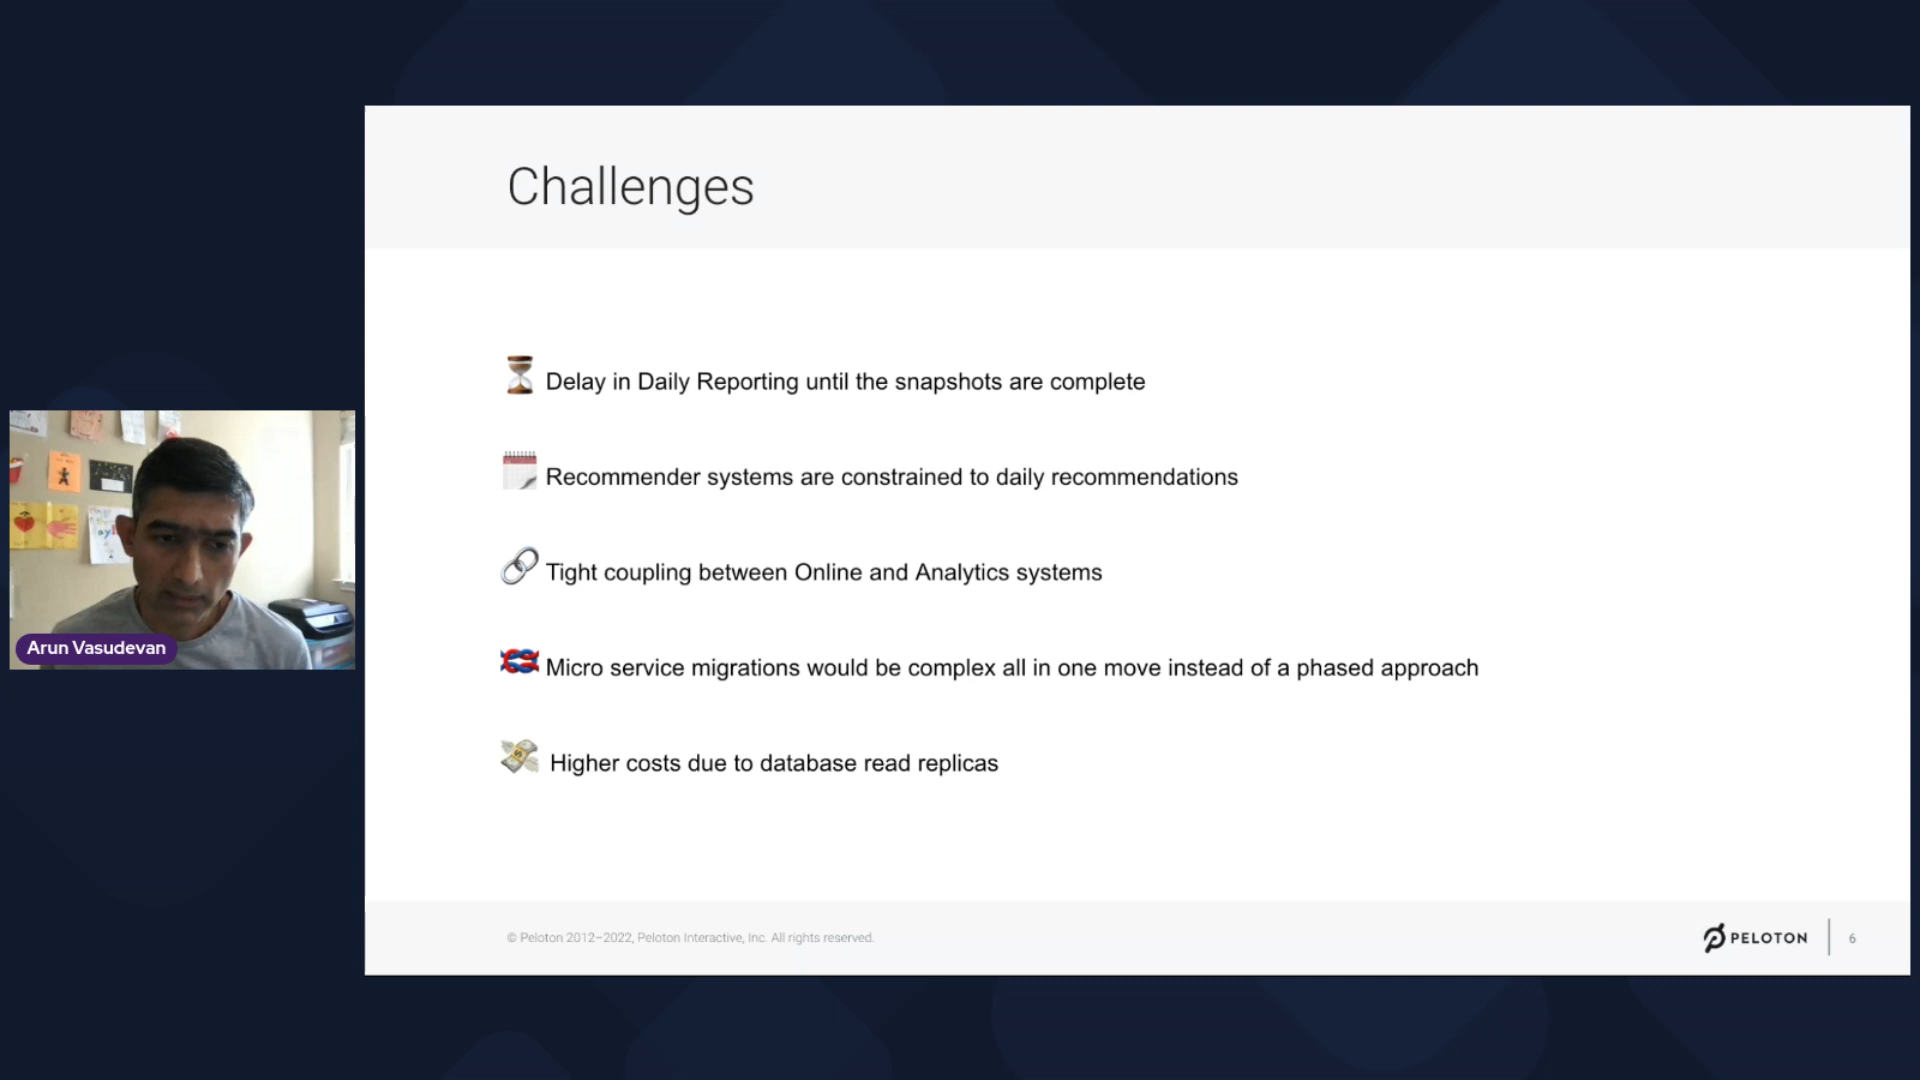 Challenges
Delay in Daily Reporting until the snapshots are complete
Recommender systems are constrained to daily recommendations
Tight coupling between Online and Analytics systems
Micro service migrations would be complex all in one move instead of a phased approach
Higher costs due to database read replicas
Arun Vasudevan
© Peloton 2012–2022, Peloton Interactive, Inc. All rights reserved.
PELOTON
6